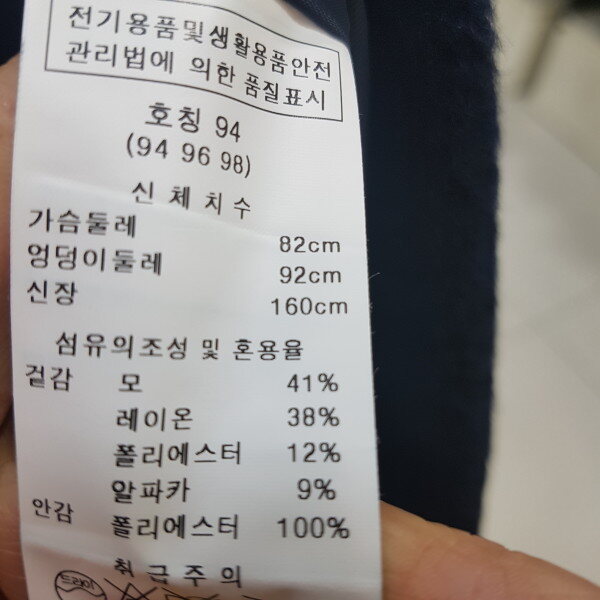 전기용품및생활용품안전
관리법에 의한 품질표시
호칭 94
(94 96 98)
신체치수
가슴둘레 82cm
엉덩이둘레 92cm
신장 160cm
섬유의조성 및 혼용율
겉감 모 41%
레이온 38%
폴리에스터 12%
알파카 9%
안감 폴리에스터 100%
취급주의
드라이